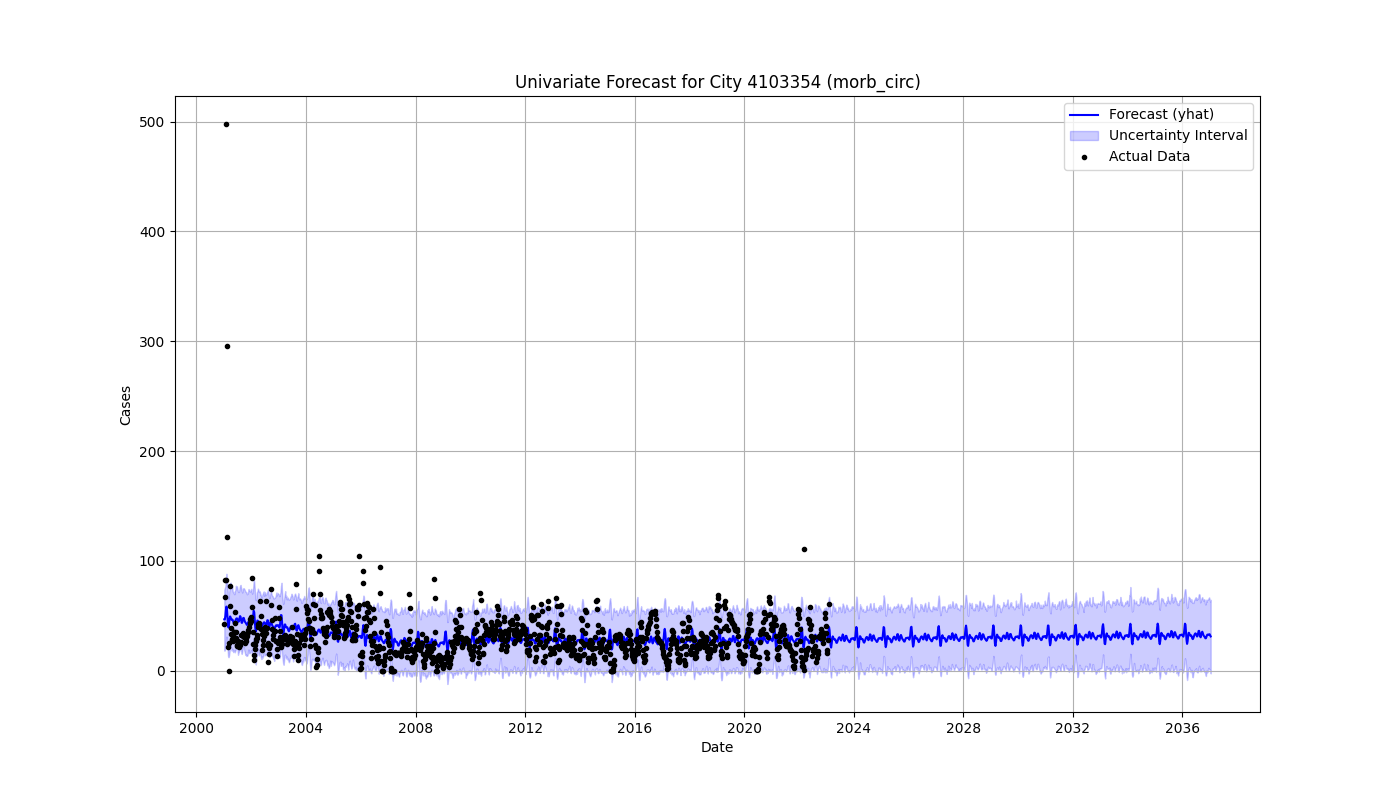 Univariate Forecast for City 4103354 (morb_circ)
Forecast (yhat)
Uncertainty Interval
Actual Data
500
400
300
200
100
0
Cases
2000 2004 2008 2012 2016 2020 2024 2028 2032 2036
Date